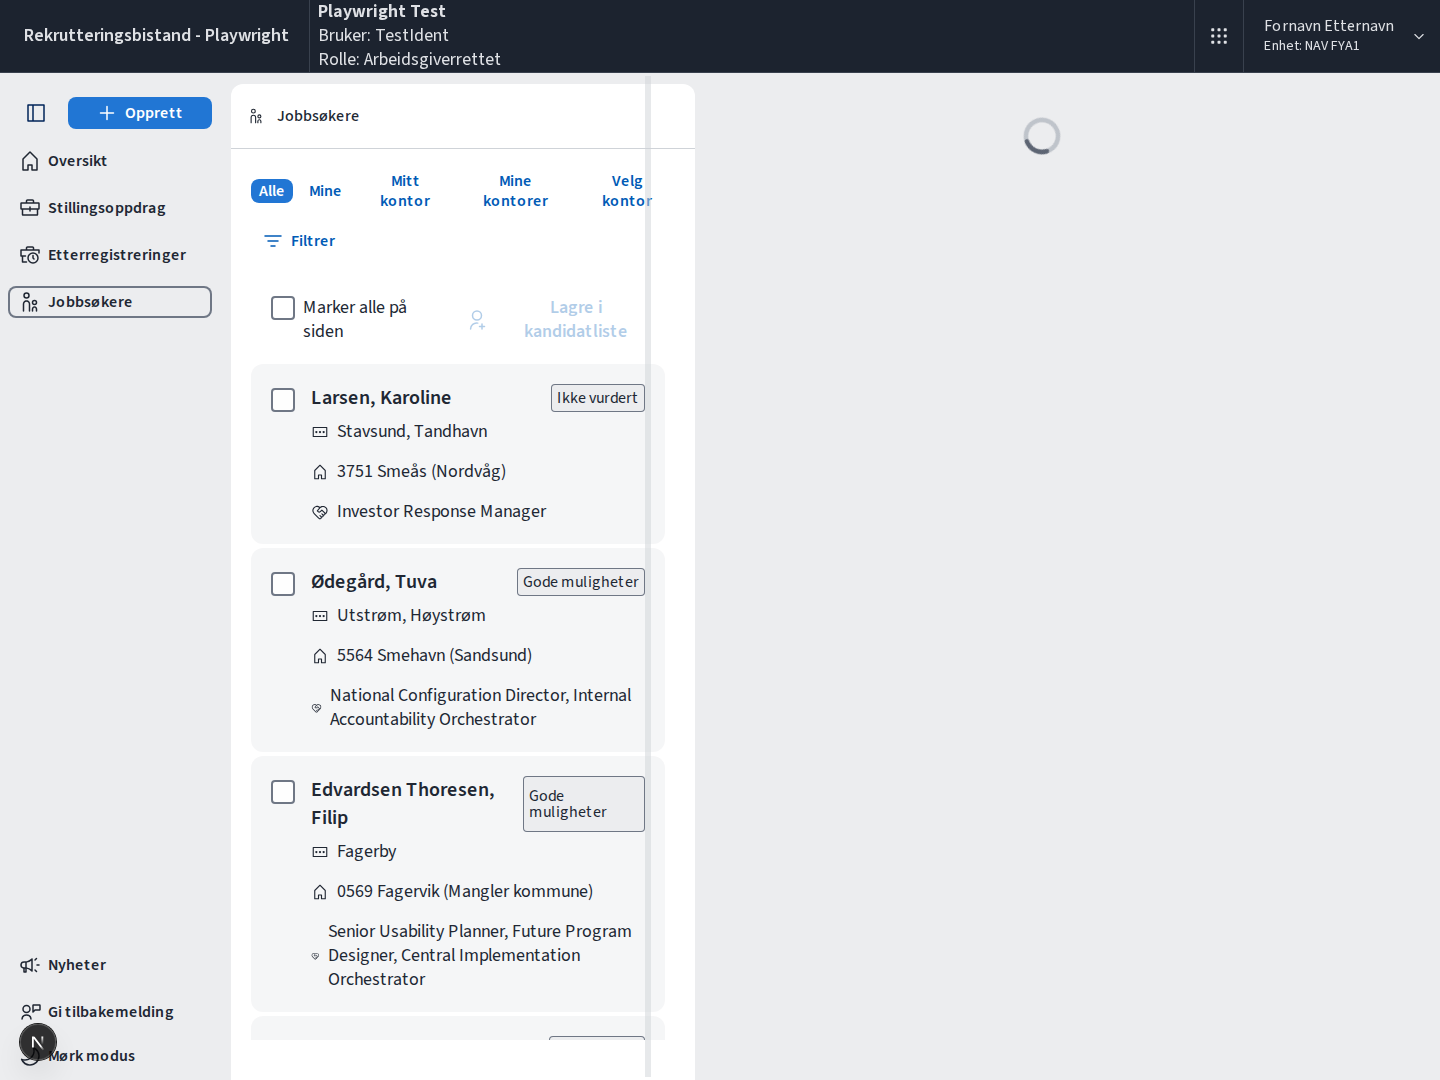 Rekrutteringsbistand - Playwright
Playwright Test
Bruker: TestIdent
Rolle: Arbeidsgiverrettet
Fornavn Etternavn
Enhet: NAV FYA1
Opprett
Oversikt
Stillingsoppdrag
Etterregistreringer
Jobbsøkere
Nyheter
Gi tilbakemelding
N
Mørk modus
Jobbsøkere
Alle
Mine
Mitt
kontor
Mine
kontorer
Velg
kontor
Filtrer
Marker alle på
siden
Lagre i
kandidatliste
Larsen, Karoline
Ikke vurdert
Stavsund, Tandhavn
3751 Smeås (Nordvåg)
Investor Response Manager
Ødegård, Tuva
Gode muligheter
Utstrøm, Høystrøm
5564 Smehavn (Sandsund)
National Configuration Director, Internal
Accountability Orchestrator
Edvardsen Thoresen,
Filip
Gode
muligheter
Fagerby
0569 Fagervik (Mangler kommune)
Senior Usability Planner, Future Program
Designer, Central Implementation
Orchestrator